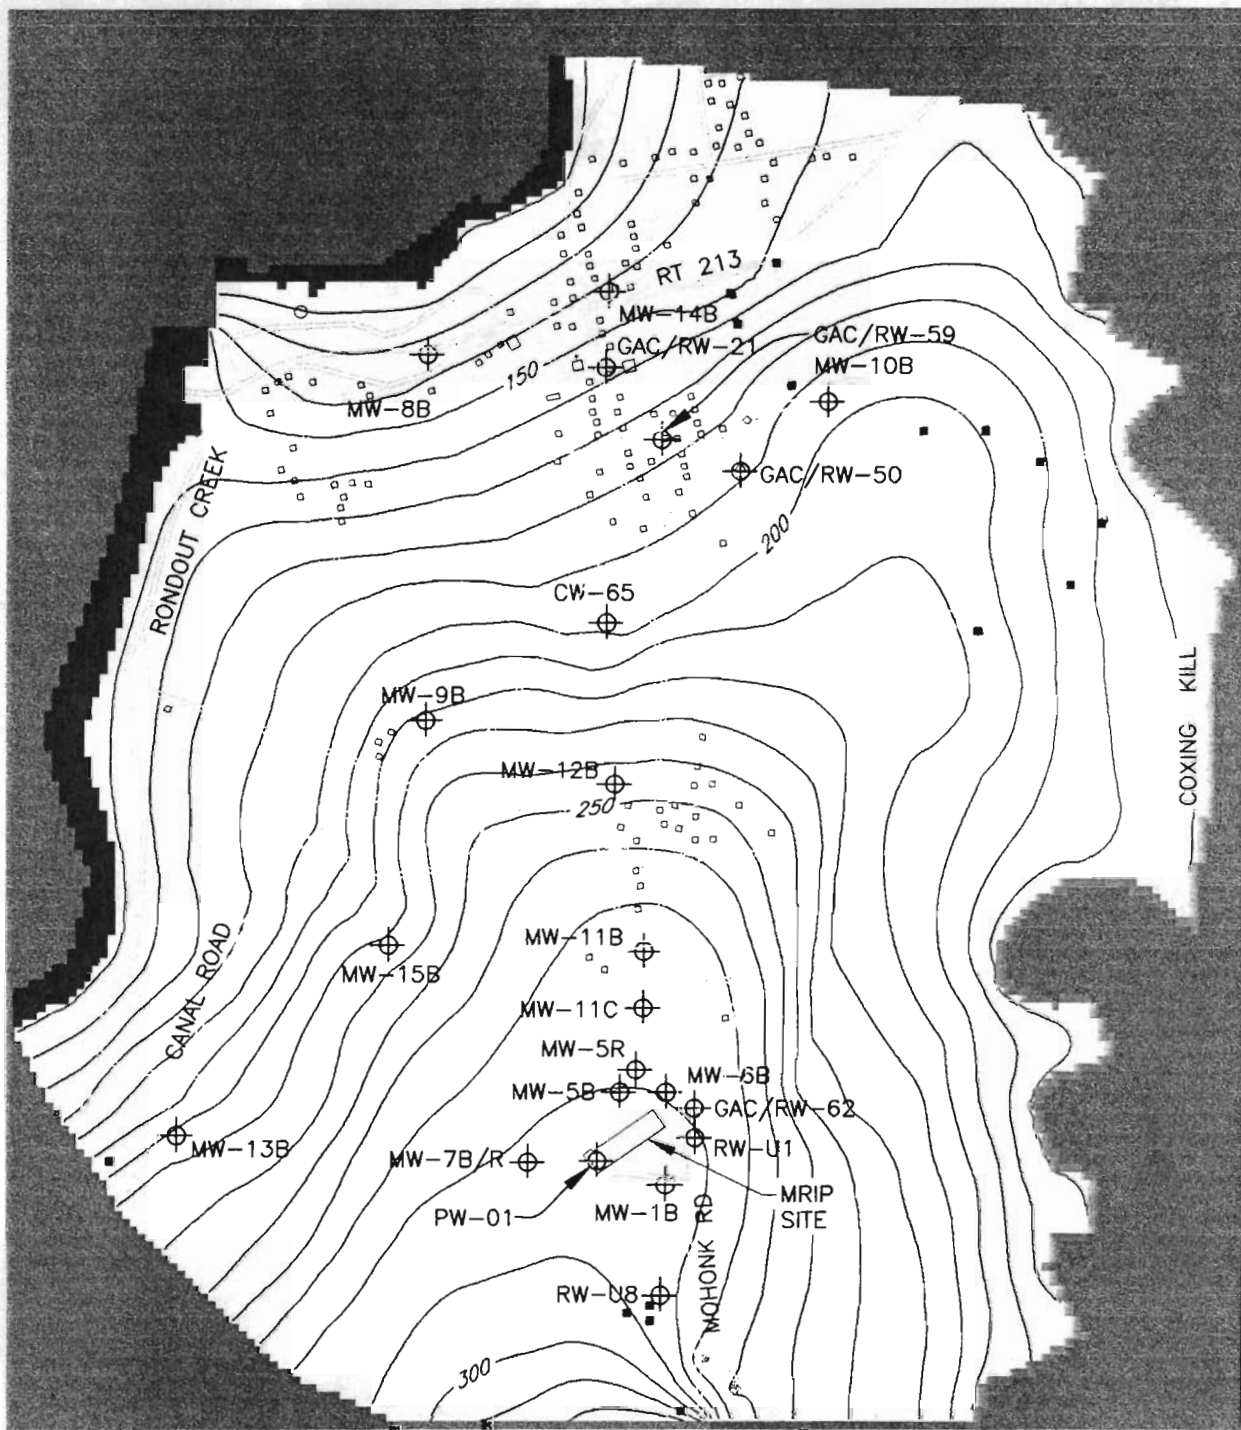 RT 213
MW-14B
GAC/RW-21
GAC/RW-59
MW-10B
150
MW-8B
GAC/RW-50
RONDOUT CREEK
200
CW-65
MW-9B
COXING KILL
MW-12B
250
MW-11B
MW-15B
CANAL ROAD
MW-11C
MW-5R
MW-5B
MW-6B
GAC/RW-62
MW-13B
MW-7B/R
RW-U1
PW-01
MW-1B
MRIP
SITE
MOHONK RD
RW-U8
300